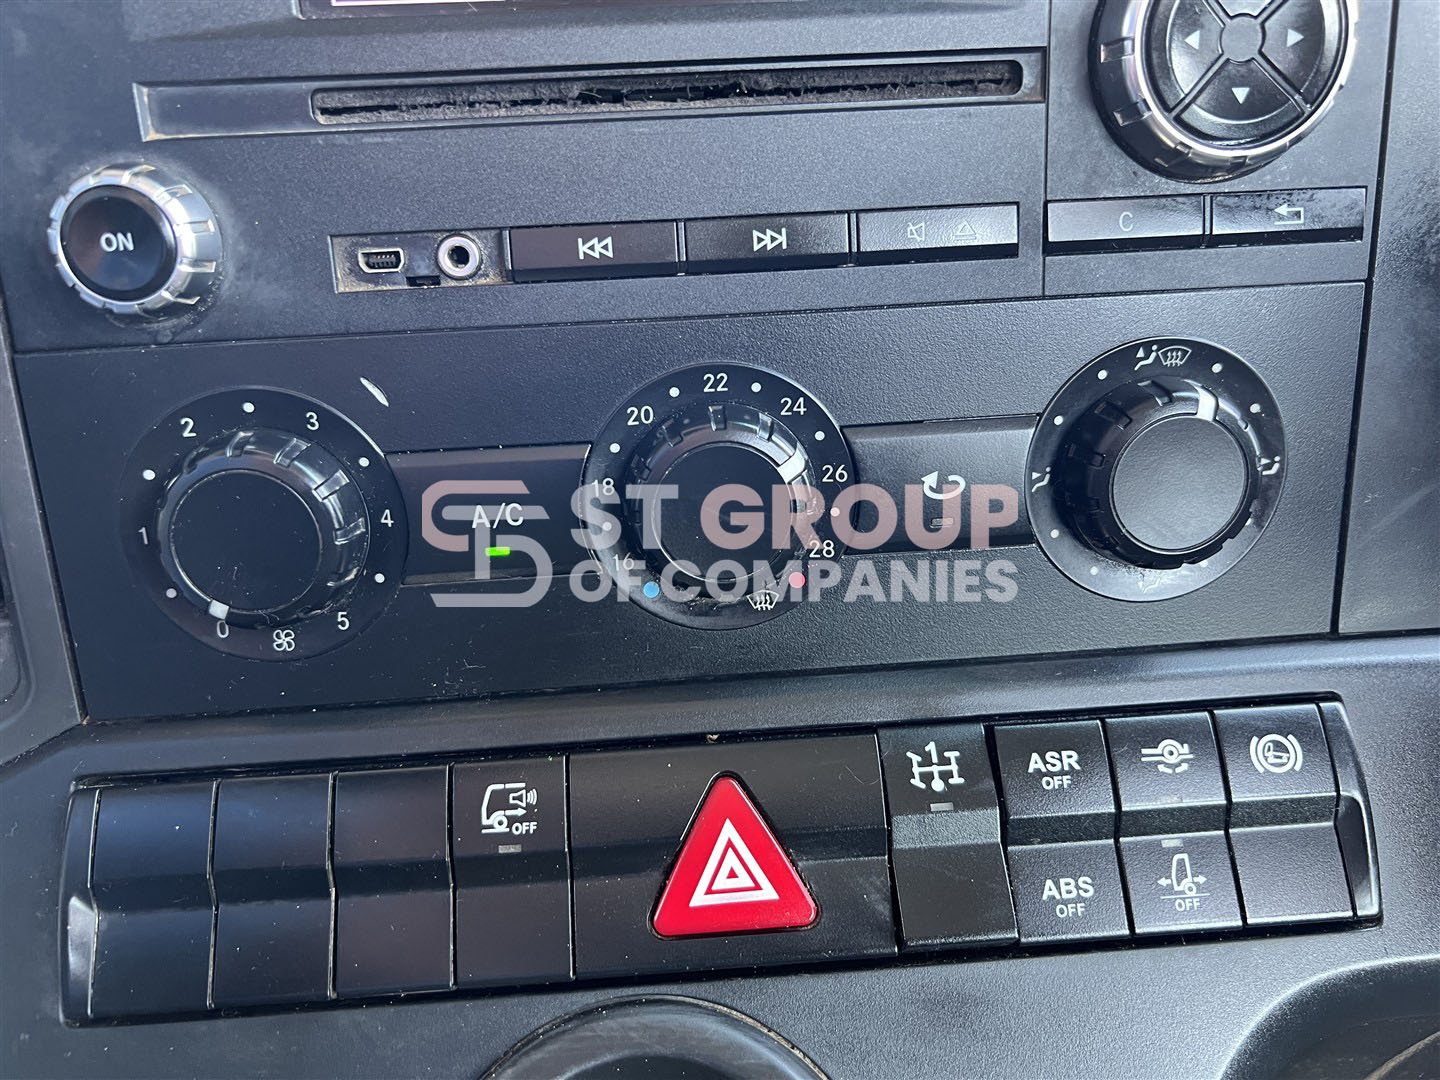 ON
C
2
3
22
20
24
1
4
18
26
A/C
ST GROUP
OF COMPANIES
16
28
0
5
OFF
1
ASR
OFF
ABS
OFF
OFF